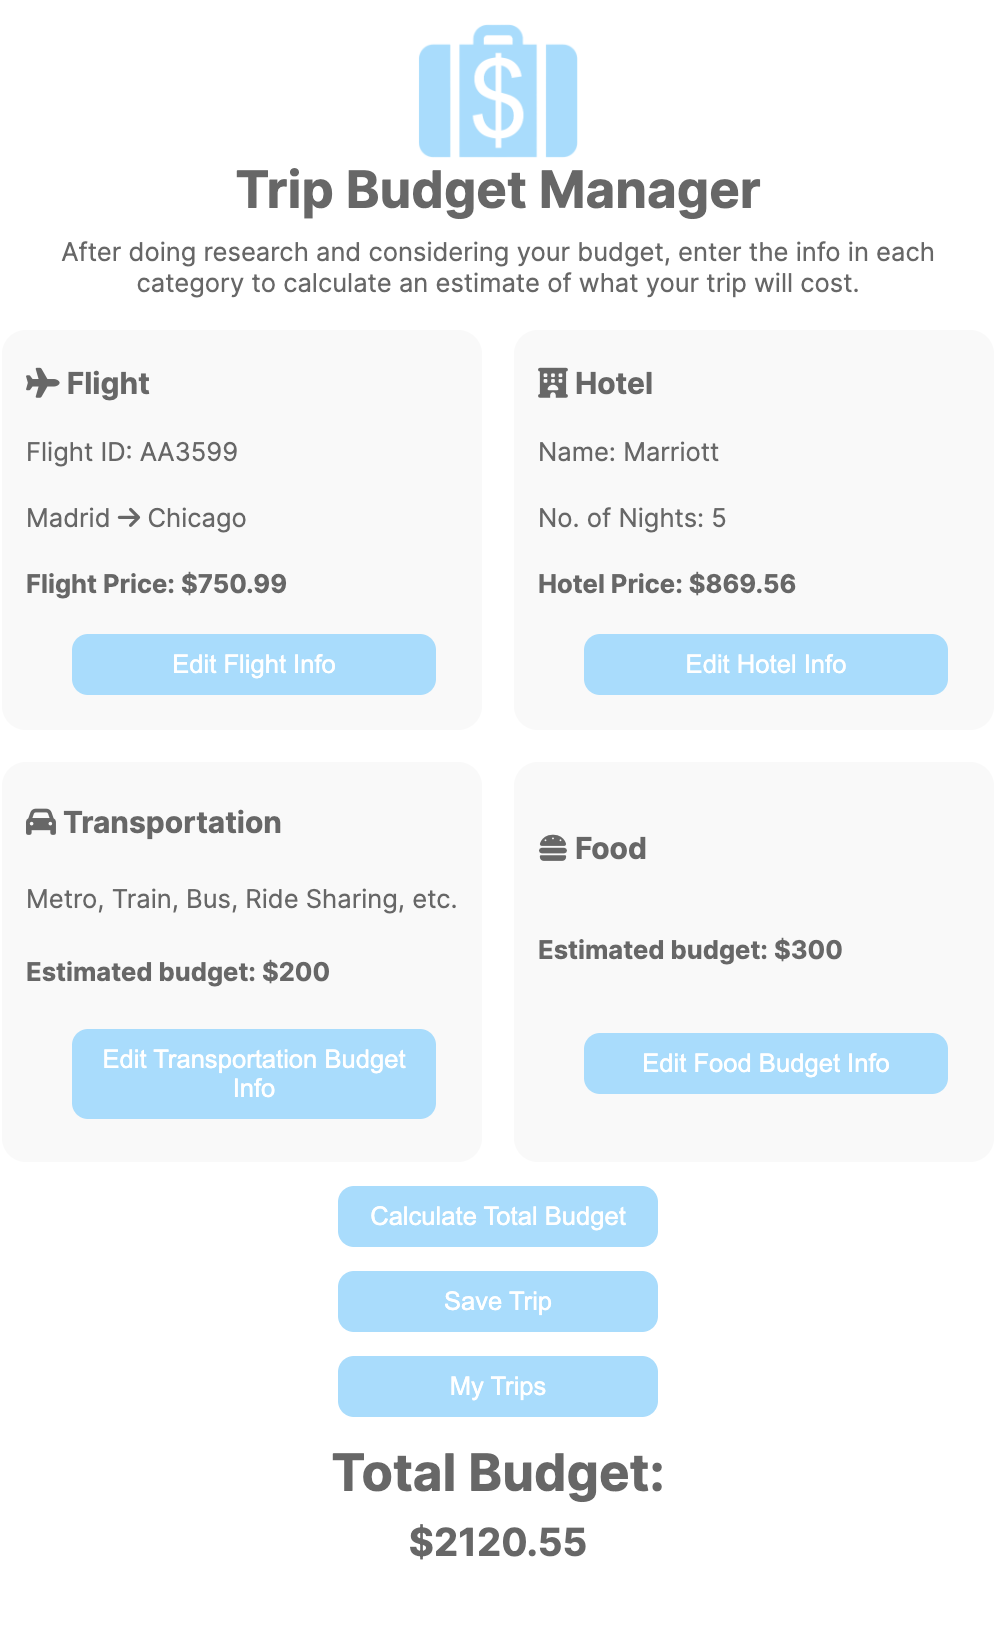 $
Trip Budget Manager
After doing research and considering your budget, enter the info in each
category to calculate an estimate of what your trip will cost.
Flight
Flight ID: AA3599
Madrid → Chicago
Flight Price: $750.99
Edit Flight Info
Hotel
Name: Marriott
No. of Nights: 5
Hotel Price: $869.56
Edit Hotel Info
Transportation
Metro, Train, Bus, Ride Sharing, etc.
Estimated budget: $200
Edit Transportation Budget
Info
Food
Estimated budget: $300
Edit Food Budget Info
Calculate Total Budget
Save Trip
My Trips
Total Budget:
$2120.55